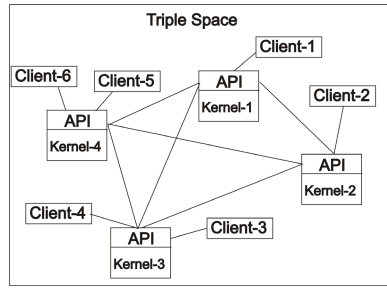 Triple Space
Client-1
Client-6
Client-5
API
Kernel-1
Client-2
API
Kernel-4
API
Kernel-2
Client-4
Client-3
API
Kernel-3